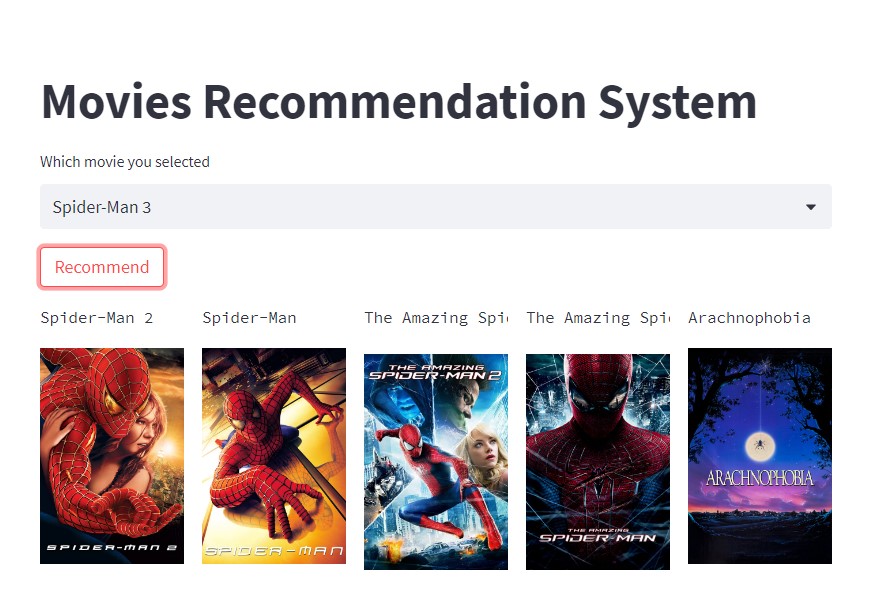 Movies Recommendation System
Which movie you selected
Spider-Man 3
Recommend
Spider-Man 2
Spider-Man
The Amazing Spi
The Amazing Spi
Arachnophobia
SPIDER-MAN 2
SPIDER-MAN
THE AMAZING
SPIDER-MAN 2
THE AMAZING
SPIDER-MAN
ARACHNOPHOBIA